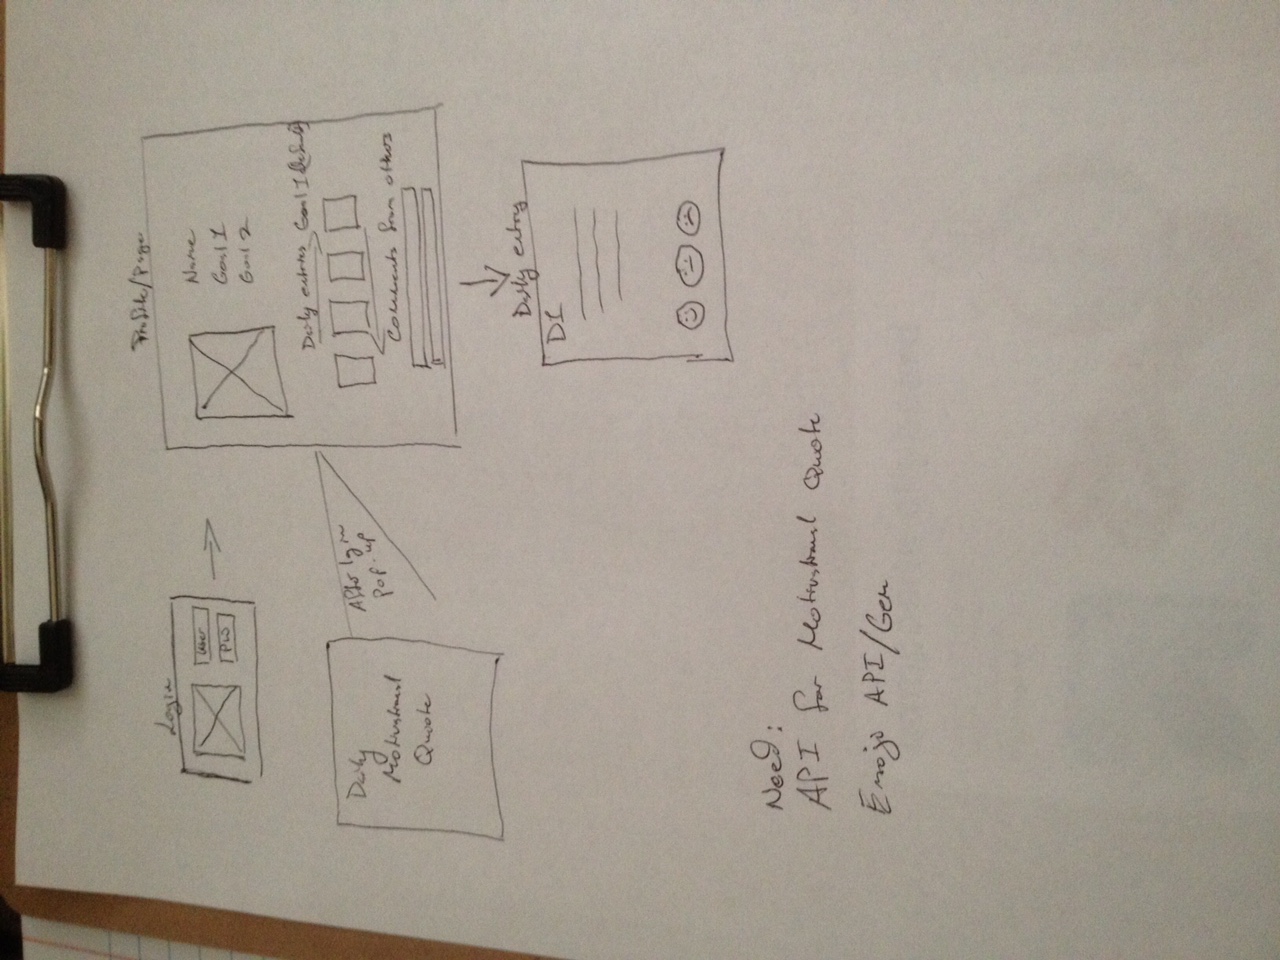 Login
User
PW
Profile/Page
Name
Goal 1
Goal 2
Daily entries Goal 1 (default)
Comments from others
After login
pop-up
Daily
Motivational
Quote
Daily entry
D1
Need:
API for Motivational Quote
Emoji API/Gem